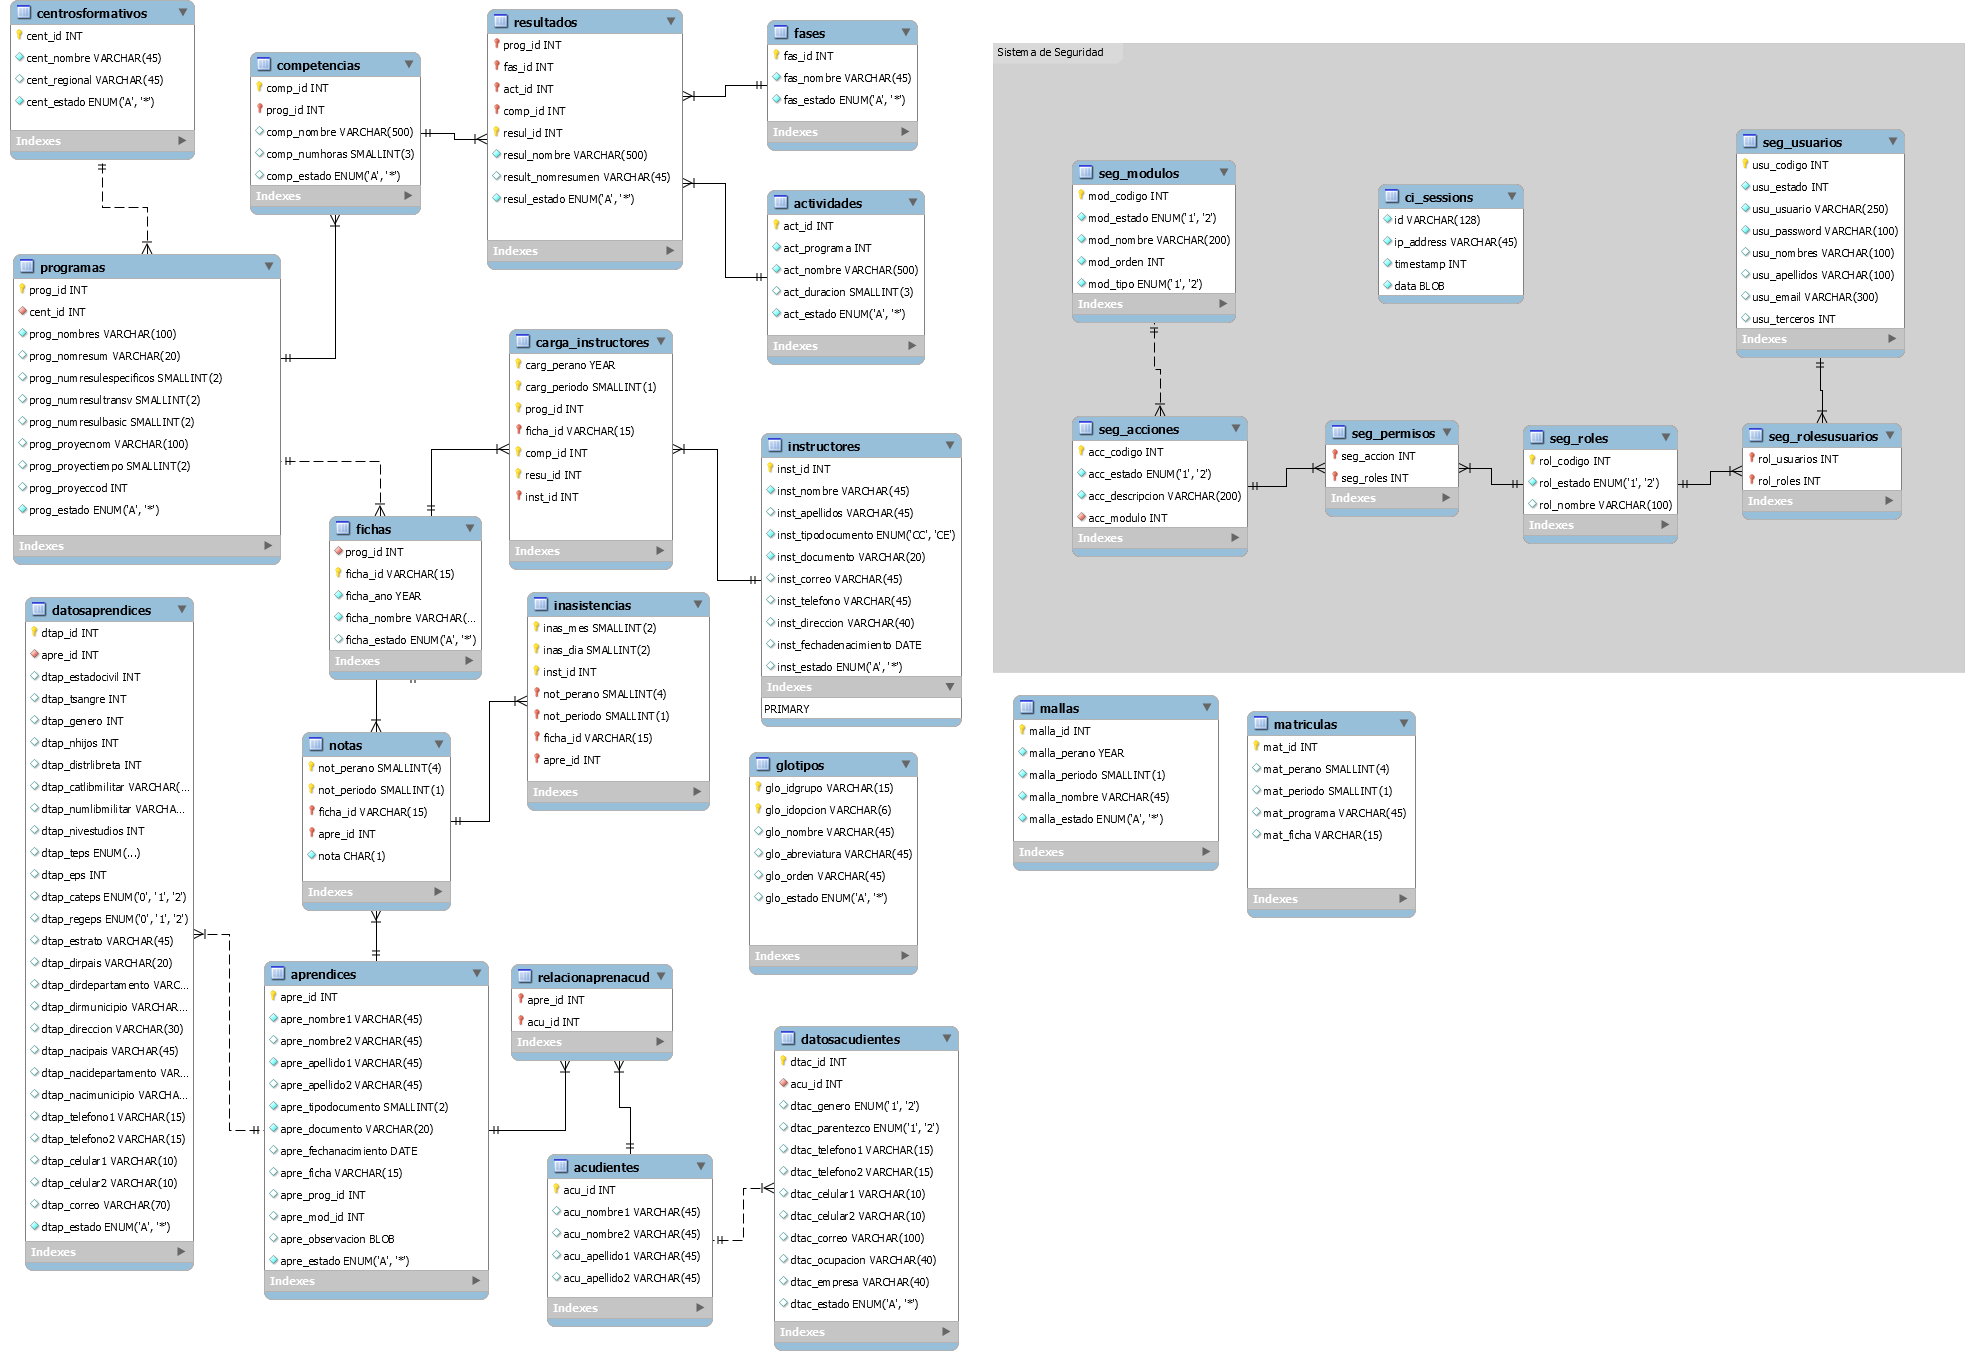 centrosformativos
cent_id INT
cent_nombre VARCHAR(45)
cent_regional VARCHAR(45)
cent_estado ENUM('A', '*')
Indexes
competencias
comp_id INT
prog_id INT
comp_nombre VARCHAR(500)
comp_numhoras SMALLINT(3)
comp_estado ENUM('A', '*')
Indexes
resultados
prog_id INT
fas_id INT
act_id INT
comp_id INT
resul_id INT
resul_nombre VARCHAR(500)
result_nomresumen VARCHAR(45)
resul_estado ENUM('A', '*')
Indexes
fases
fas_id INT
fas_nombre VARCHAR(45)
fas_estado ENUM('A', '*')
Indexes
actividades
act_id INT
act_programa INT
act_nombre VARCHAR(500)
act_duracion SMALLINT(3)
act_estado ENUM('A', '*')
Indexes
programas
prog_id INT
cent_id INT
prog_nombres VARCHAR(100)
prog_nomresum VARCHAR(20)
prog_numresulespecificos SMALLINT(2)
prog_numresultransv SMALLINT(2)
prog_numresulbasic SMALLINT(2)
prog_proyecnom VARCHAR(100)
prog_proyectiempo SMALLINT(2)
prog_proyeccod INT
prog_estado ENUM('A', '*')
Indexes
carga_instructores
carg_perano YEAR
carg_periodo SMALLINT(1)
prog_id INT
ficha_id VARCHAR(15)
comp_id INT
resu_id INT
inst_id INT
Indexes
instructores
inst_id INT
inst_nombre VARCHAR(45)
inst_apellidos VARCHAR(45)
inst_tipodocumento ENUM('CC', 'CE')
inst_documento VARCHAR(20)
inst_correo VARCHAR(45)
inst_telefono VARCHAR(45)
inst_direccion VARCHAR(40)
inst_fechadenacimiento DATE
inst_estado ENUM('A', '*')
Indexes
PRIMARY
fichas
prog_id INT
ficha_id VARCHAR(15)
ficha_ano YEAR
ficha_nombre VARCHAR(...
ficha_estado ENUM('A', '*')
Indexes
inasistencias
inas_mes SMALLINT(2)
inas_dia SMALLINT(2)
inst_id INT
not_perano SMALLINT(4)
not_periodo SMALLINT(1)
ficha_id VARCHAR(15)
apre_id INT
Indexes
datosaprendices
dtap_id INT
apre_id INT
dtap_estadocivil INT
dtap_tsangre INT
dtap_genero INT
dtap_nhijos INT
dtap_distrlibreta INT
dtap_catlibmilitar VARCHAR(...
dtap_numlibmilitar VARCHA...
dtap_nivestudios INT
dtap_teps ENUM(...)
dtap_eps INT
dtap_cateps ENUM('0', '1', '2')
dtap_regeps ENUM('0', '1', '2')
dtap_estrato VARCHAR(45)
dtap_dirpais VARCHAR(20)
dtap_dirdepartamento VARC...
dtap_dirmunicipio VARCHAR...
dtap_direccion VARCHAR(30)
dtap_nacipais VARCHAR(45)
dtap_nacidepartamento VAR...
dtap_nacimunicipio VARCHA...
dtap_telefono1 VARCHAR(15)
dtap_telefono2 VARCHAR(15)
dtap_celular1 VARCHAR(10)
dtap_celular2 VARCHAR(10)
dtap_correo VARCHAR(70)
dtap_estado ENUM('A', '*')
Indexes
notas
not_perano SMALLINT(4)
not_periodo SMALLINT(1)
ficha_id VARCHAR(15)
apre_id INT
nota CHAR(1)
Indexes
glotipos
glo_idgrupo VARCHAR(15)
glo_idopcion VARCHAR(6)
glo_nombre VARCHAR(45)
glo_abreviatura VARCHAR(45)
glo_orden VARCHAR(45)
glo_estado ENUM('A', '*')
Indexes
aprendices
apre_id INT
apre_nombre1 VARCHAR(45)
apre_nombre2 VARCHAR(45)
apre_apellido1 VARCHAR(45)
apre_apellido2 VARCHAR(45)
apre_tipodocumento SMALLINT(2)
apre_documento VARCHAR(20)
apre_fechanacimiento DATE
apre_ficha VARCHAR(15)
apre_prog_id INT
apre_mod_id INT
apre_observacion BLOB
apre_estado ENUM('A', '*')
Indexes
relacionaprenacud
apre_id INT
acu_id INT
Indexes
acudientes
acu_id INT
acu_nombre1 VARCHAR(45)
acu_nombre2 VARCHAR(45)
acu_apellido1 VARCHAR(45)
acu_apellido2 VARCHAR(45)
Indexes
datosacudientes
dtac_id INT
acu_id INT
dtac_genero ENUM('1', '2')
dtac_parentezco ENUM('1', '2')
dtac_telefono1 VARCHAR(15)
dtac_telefono2 VARCHAR(15)
dtac_celular1 VARCHAR(10)
dtac_celular2 VARCHAR(10)
dtac_correo VARCHAR(100)
dtac_ocupacion VARCHAR(40)
dtac_empresa VARCHAR(40)
dtac_estado ENUM('A', '*')
Indexes
Sistema de Seguridad
seg_modulos
mod_codigo INT
mod_estado ENUM('1', '2')
mod_nombre VARCHAR(200)
mod_orden INT
mod_tipo ENUM('1', '2')
Indexes
ci_sessions
id VARCHAR(128)
ip_address VARCHAR(45)
timestamp INT
data BLOB
seg_usuarios
usu_codigo INT
usu_estado INT
usu_usuario VARCHAR(250)
usu_password VARCHAR(100)
usu_nombres VARCHAR(100)
usu_apellidos VARCHAR(100)
usu_email VARCHAR(300)
usu_terceros INT
Indexes
seg_acciones
acc_codigo INT
acc_estado ENUM('1', '2')
acc_descripcion VARCHAR(200)
acc_modulo INT
Indexes
seg_permisos
seg_accion INT
seg_roles INT
Indexes
seg_roles
rol_codigo INT
rol_estado ENUM('1', '2')
rol_nombre VARCHAR(100)
Indexes
seg_rolesusuarios
rol_usuarios INT
rol_roles INT
Indexes
mallas
malla_id INT
malla_perano YEAR
malla_periodo SMALLINT(1)
malla_nombre VARCHAR(45)
malla_estado ENUM('A', '*')
Indexes
matriculas
mat_id INT
mat_perano SMALLINT(4)
mat_periodo SMALLINT(1)
mat_programa VARCHAR(45)
mat_ficha VARCHAR(15)
Indexes